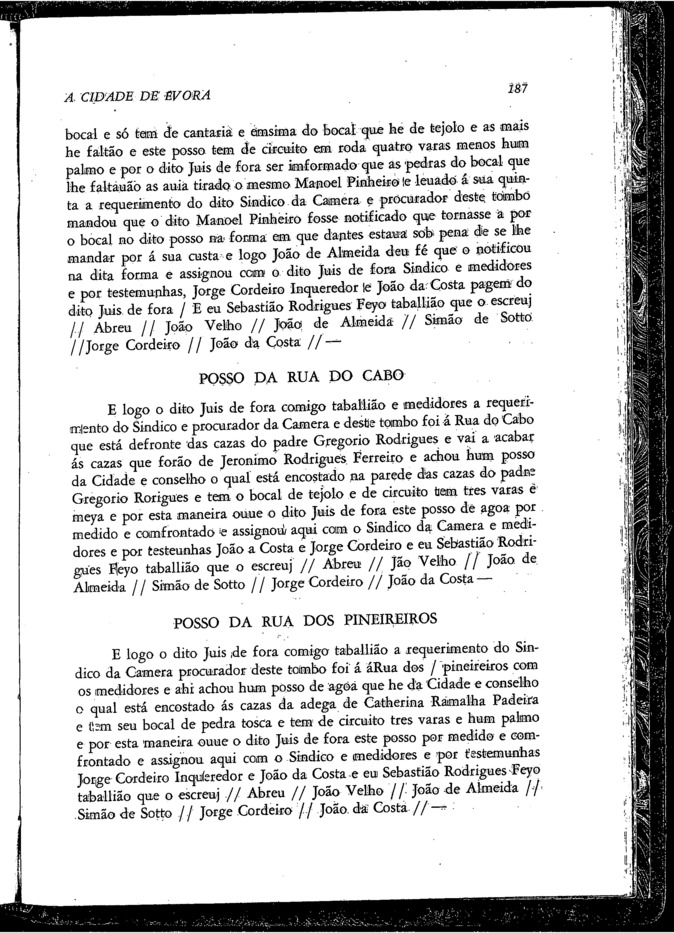 A CIDADE DE ÉVORA
187
bocal e só tem de cantaria e emsima do bocal que he de tejolo e as mais
he faltão e este posso tem de circuito em roda quatro varas menos hum
palmo e por o dito Juis de fora ser imformado que as pedras do bocal que
lhe faltauão as auia tirado o mesmo Manoel Pinheiro e leuado á sua quin-
ta a requerimento do dito Sindico da Camera e procurador deste tombo
mandou que o dito Manoel Pinheiro fosse notificado que tornasse a por
o bocal no dito posso na forma em que dantes estaua sob pena de se lhe
mandar por á sua custa e logo João de Almeida deu fé que o notificou
na dita forma e assignou com o dito Juis de fora Sindico e medidores
e por testemunhas, Jorge Cordeiro Inqueredor e João da Costa pagem do
dito Juis de fora / E eu Sebastião Rodrigues Feyo taballião que o escreuj
// Abreu // João Velho // João de Almeida // Simão de Sotto
//Jorge Cordeiro // João da Costa //—
POSSO DA RUA DO CABO
E logo o dito Juis de fora comigo taballião e medidores a requeri-
mento do Sindico e procurador da Camera e deste tombo foi á Rua do Cabo
que está defronte das cazas do padre Gregorio Rodrigues e vai a acabar
ás cazas que forão de Jeronimo Rodrigues Ferreiro e achou hum posso
da Cidade e conselho o qual está encostado na parede das cazas do padre
Gregorio Rorigues e tem o bocal de tejolo e de circuito tem tres varas e
meya e por esta maneira ouue o dito Juis de fora este posso de agoa por
medido e comfrontado e assignou aqui com o Sindico da Camera e medi-
dores e por testeunhas João a Costa e Jorge Cordeiro e eu Sebastião Rodri-
gues Feyo taballião que o escreuj // Abreu // Jão Velho // João de
Almeida // Simão de Sotto // Jorge Cordeiro // João da Costa —
POSSO DA RUA DOS PINEIREIROS
E logo o dito Juis de fora comigo taballião a requerimento do Sin-
dico da Camera procurador deste tombo foi á áRua dos / pineireiros com
os medidores e ahi achou hum posso de agoa que he da Cidade e conselho
o qual está encostado ás cazas da adega de Catherina Ramalha Padeira
e tem seu bocal de pedra tosca e tem de circuito tres varas e hum palmo
e por esta maneira ouue o dito Juis de fora este posso por medido e com-
frontado e assignou aqui com o Sindico e medidores e por testemunhas
Jorge Cordeiro Inqueredor e João da Costa e eu Sebastião Rodrigues Feyo
taballião que o escreuj // Abreu // João Velho // João de Almeida //
Simão de Sotto // Jorge Cordeiro // João da Costa //—